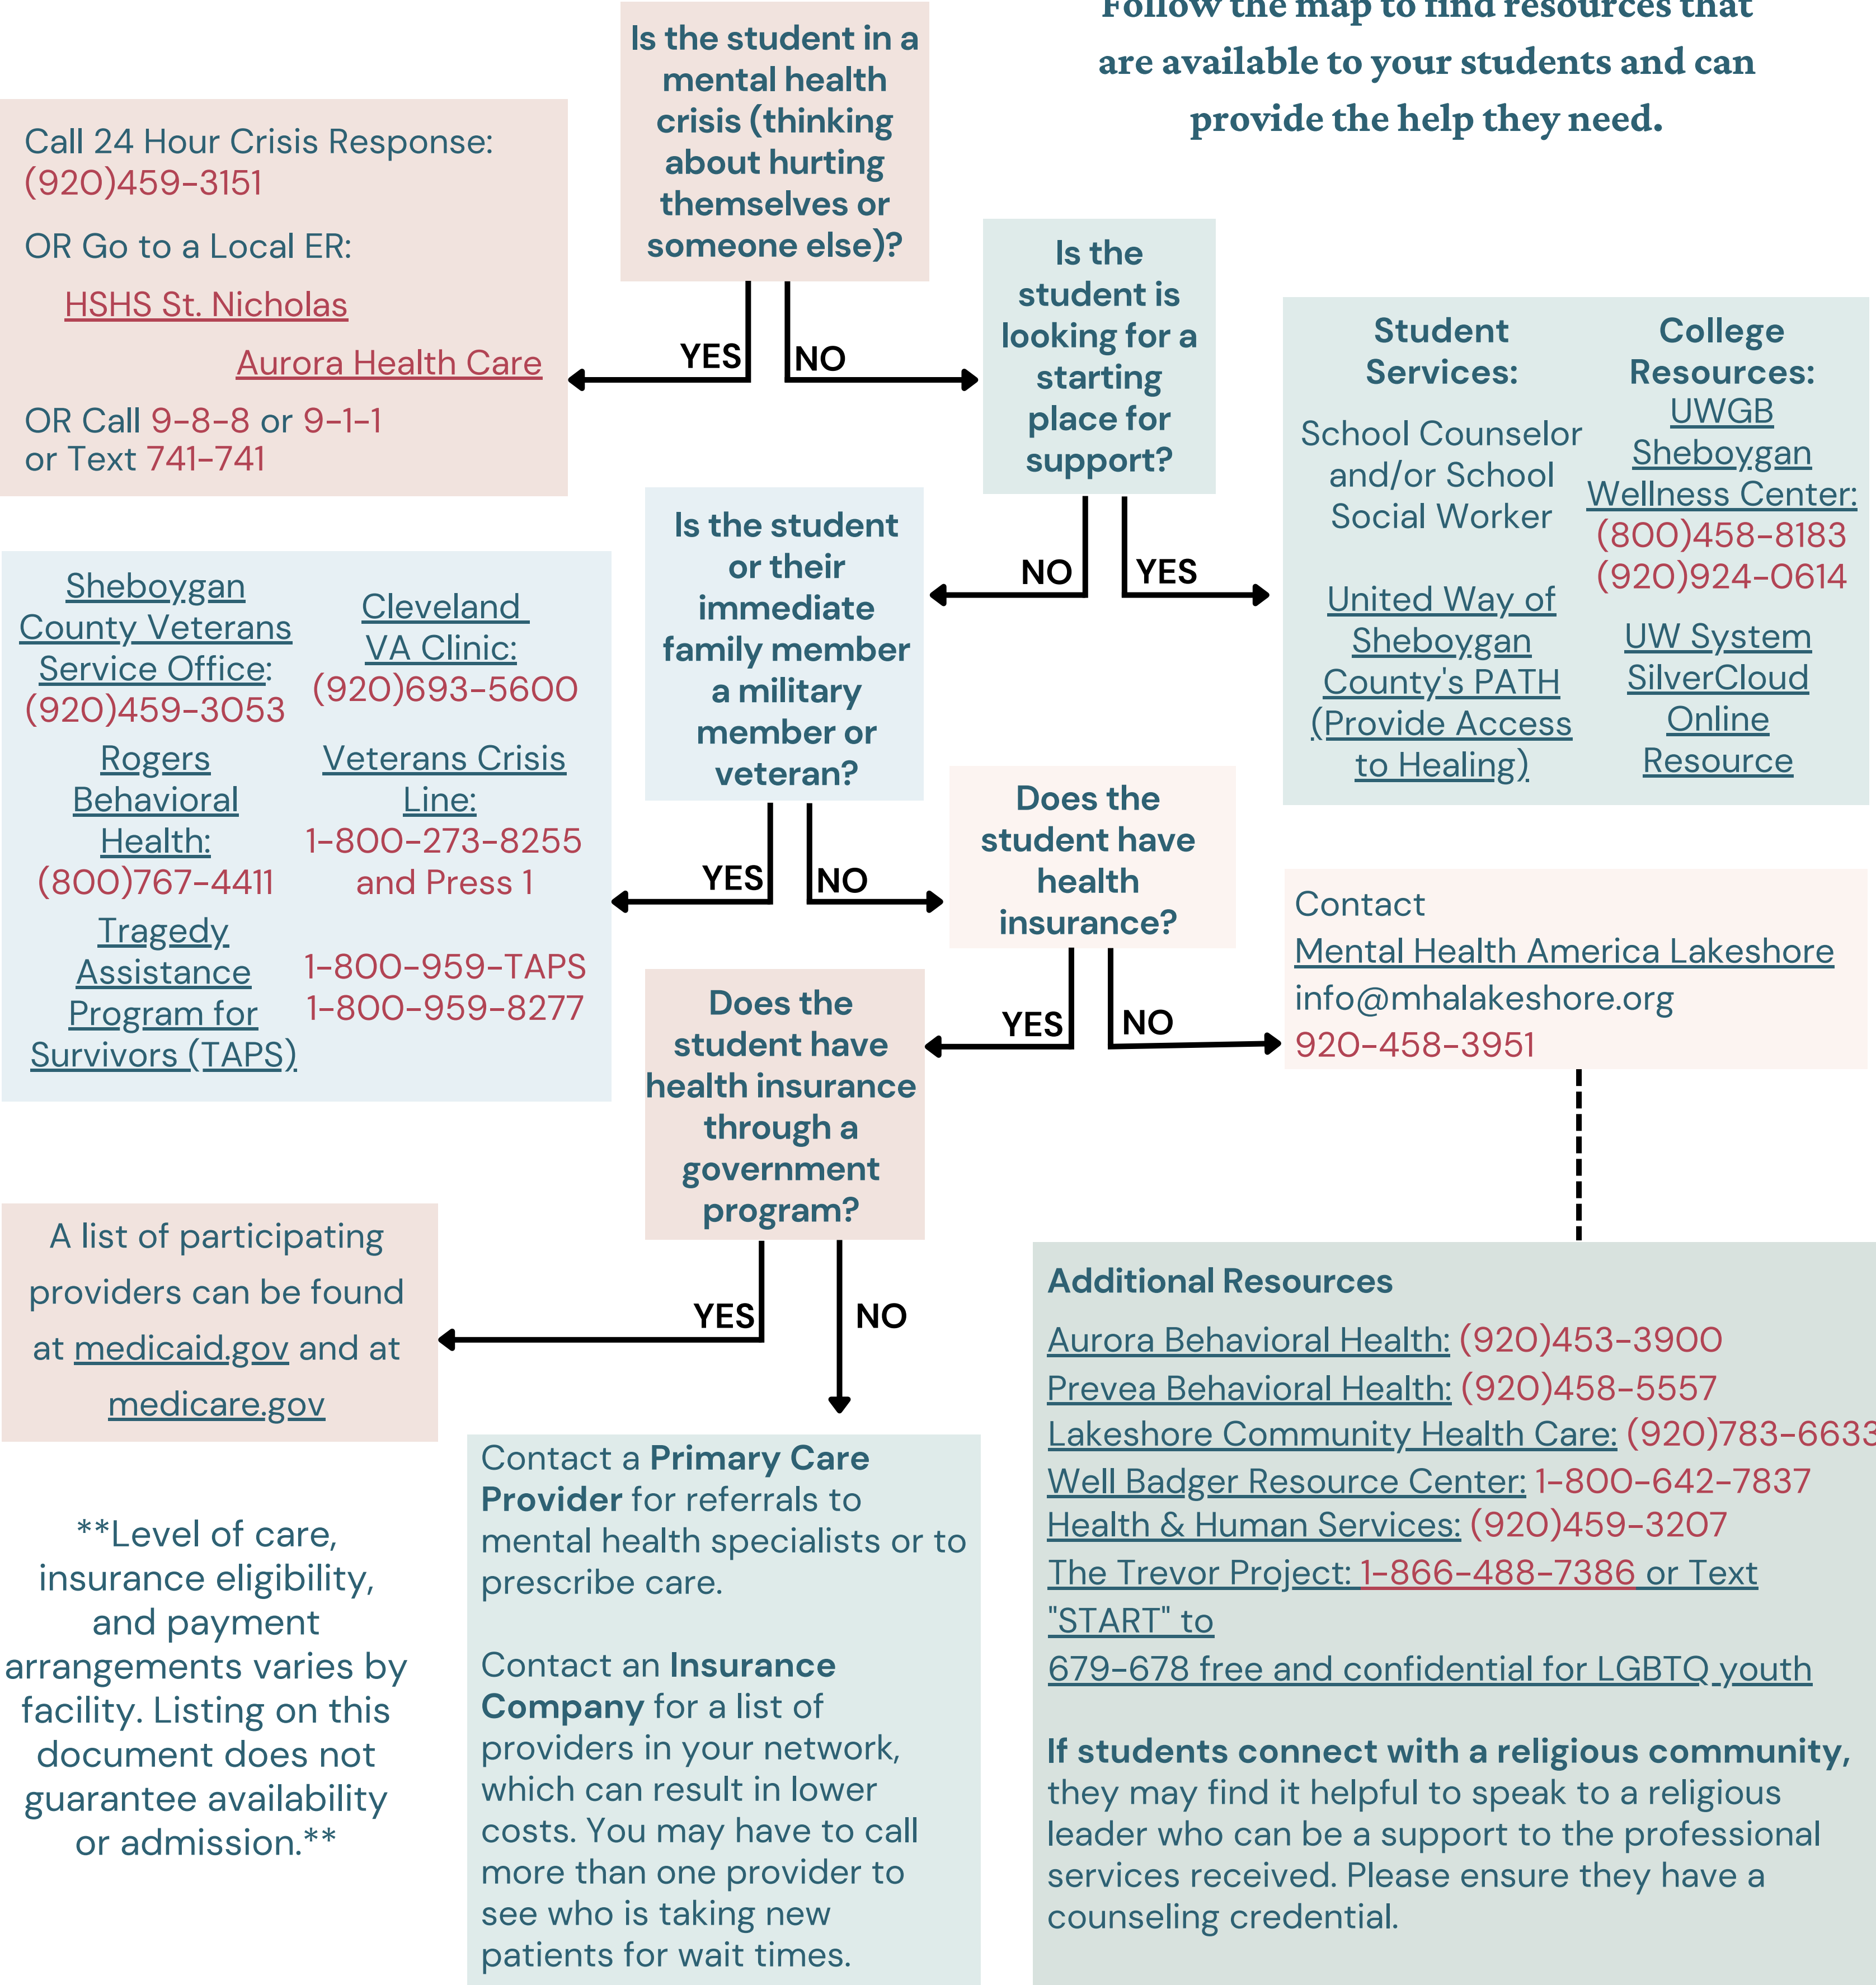 Follow the map to find resources that
are available to your students and can
provide the help they need.
Is the student in a
mental health
crisis (thinking
about hurting
themselves or
someone else)?
YES
NO
Call 24 Hour Crisis Response:
(920)459-3151
OR Go to a Local ER:
HSHS St. Nicholas
Aurora Health Care
OR Call 9-8-8 or 9-1-1
or Text 741-741
Is the
student is
looking for a
starting
place for
support?
NO
YES
Student
Services:
School Counselor
and/or School
Social Worker
United Way of
Sheboygan
County's PATH
(Provide Access
to Healing)
College
Resources:
UWGB
Sheboygan
Wellness Center:
(800)458-8183
(920)924-0614
UW System
SilverCloud
Online
Resource
Is the student
or their
immediate
family member
a military
member or
veteran?
YES
NO
Sheboygan
County Veterans
Service Office:
(920)459-3053
Cleveland
VA Clinic:
(920)693-5600
Rogers
Behavioral
Health:
(800)767-4411
Veterans Crisis
Line:
1-800-273-8255
and Press 1
Tragedy
Assistance
Program for
Survivors (TAPS)
1-800-959-TAPS
1-800-959-8277
Does the
student have
health
insurance?
YES
NO
Contact
Mental Health America Lakeshore
info@mhalakeshore.org
920-458-3951
Does the
student have
health insurance
through a
government
program?
YES
NO
A list of participating
providers can be found
at medicaid.gov and at
medicare.gov
Contact a Primary Care
Provider for referrals to
mental health specialists or to
prescribe care.
Contact an Insurance
Company for a list of
providers in your network,
which can result in lower
costs. You may have to call
more than one provider to
see who is taking new
patients for wait times.
**Level of care,
insurance eligibility,
and payment
arrangements varies by
facility. Listing on this
document does not
guarantee availability
or admission.**
Additional Resources
Aurora Behavioral Health: (920)453-3900
Prevea Behavioral Health: (920)458-5557
Lakeshore Community Health Care: (920)783-6633
Well Badger Resource Center: 1-800-642-7837
Health & Human Services: (920)459-3207
The Trevor Project: 1-866-488-7386 or Text
"START" to
679-678 free and confidential for LGBTQ youth
If students connect with a religious community,
they may find it helpful to speak to a religious
leader who can be a support to the professional
services received. Please ensure they have a
counseling credential.